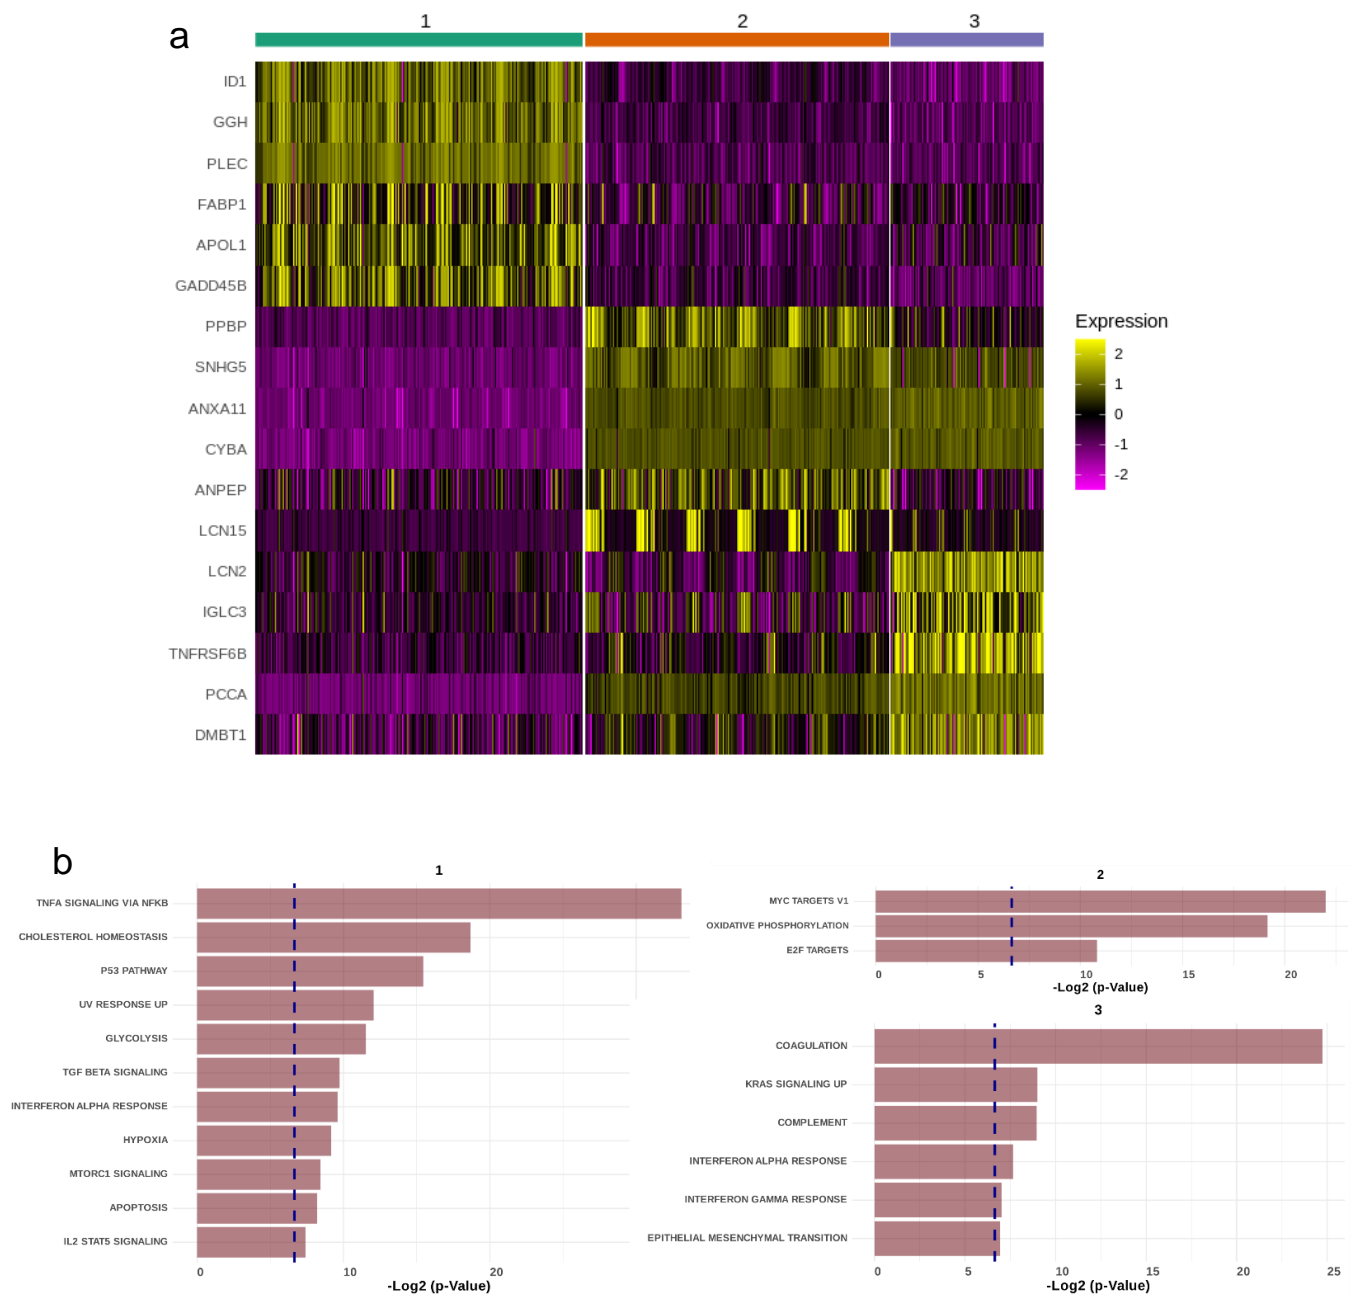 a
1
2
3
ID1
GGH
PLEC
FABP1
APOL1
GADD45B
PPBP
SNHG5
ANXA11
CYBA
ANPEP
LCN15
LCN2
IGLC3
TNFRSF6B
PCCA
DMBT1
Expression
2
1
0
-1
-2
b
1
TNFA SIGNALING VIA NFKB
CHOLESTEROL HOMEOSTASIS
P53 PATHWAY
UV RESPONSE UP
GLYCOLYSIS
TGF BETA SIGNALING
INTERFERON ALPHA RESPONSE
HYPOXIA
MTORC1 SIGNALING
APOPTOSIS
IL2 STAT5 SIGNALING
0 10 20
-Log2 (p-Value)
2
MYC TARGETS V1
OXIDATIVE PHOSPHORYLATION
E2F TARGETS
0 5 10 15 20
-Log2 (p-Value)
3
COAGULATION
KRAS SIGNALING UP
COMPLEMENT
INTERFERON ALPHA RESPONSE
INTERFERON GAMMA RESPONSE
EPITHELIAL MESENCHYMAL TRANSITION
0 5 10 15 20 25
-Log2 (p-Value)